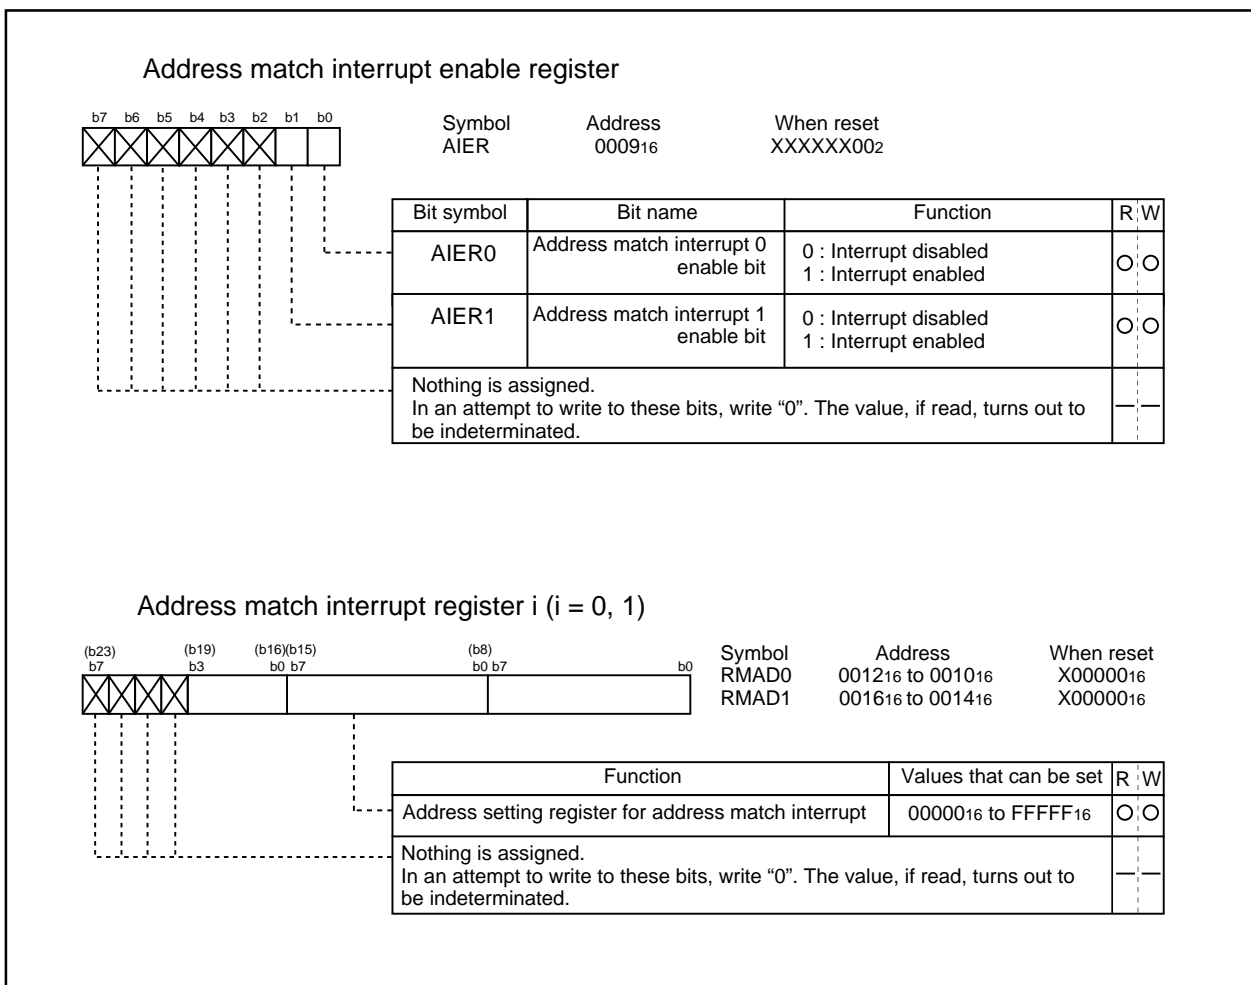 Address match interrupt enable register
b7 b6 b5 b4 b3 b2 b1 b0
Symbol Address When reset
AIER 000916 XXXXXX002
Bit symbol Bit name Function R W
AIER0 Address match interrupt 0 enable bit 0 : Interrupt disabled
1 : Interrupt enabled
AIER1 Address match interrupt 1 enable bit 0 : Interrupt disabled
1 : Interrupt enabled
Nothing is assigned.
In an attempt to write to these bits, write “0”. The value, if read, turns out to
be indeterminated.
Address match interrupt register i (i = 0, 1)
(b23) (b19) (b16)(b15) (b8)
b7 b3 b0 b7 b0 b7 b0
Symbol Address When reset
RMAD0 001216 to 001016 X0000016
RMAD1 001616 to 001416 X0000016
Function Values that can be set R W
Address setting register for address match interrupt 0000016 to FFFFF16
Nothing is assigned.
In an attempt to write to these bits, write “0”. The value, if read, turns out to
be indeterminated.